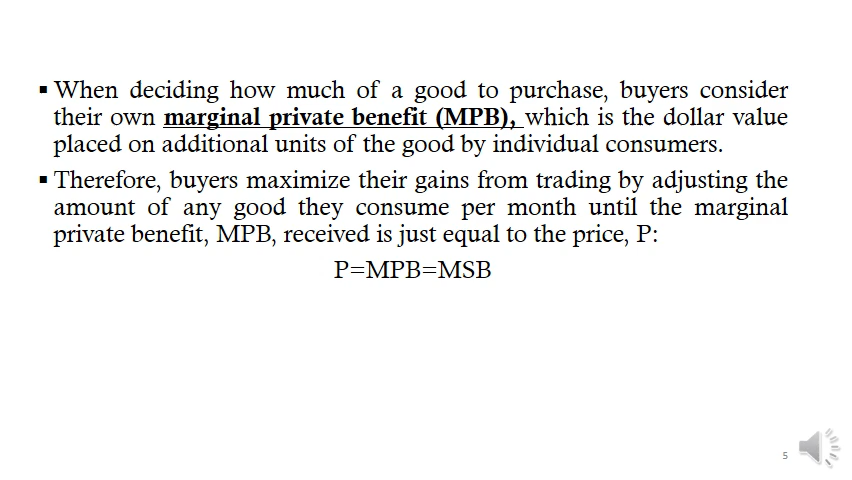 ▪ When deciding how much of a good to purchase, buyers consider
their own marginal private benefit (MPB), which is the dollar value
placed on additional units of the good by individual consumers.
▪ Therefore, buyers maximize their gains from trading by adjusting the
amount of any good they consume per month until the marginal
private benefit, MPB, received is just equal to the price, P:
P=MPB=MSB
5